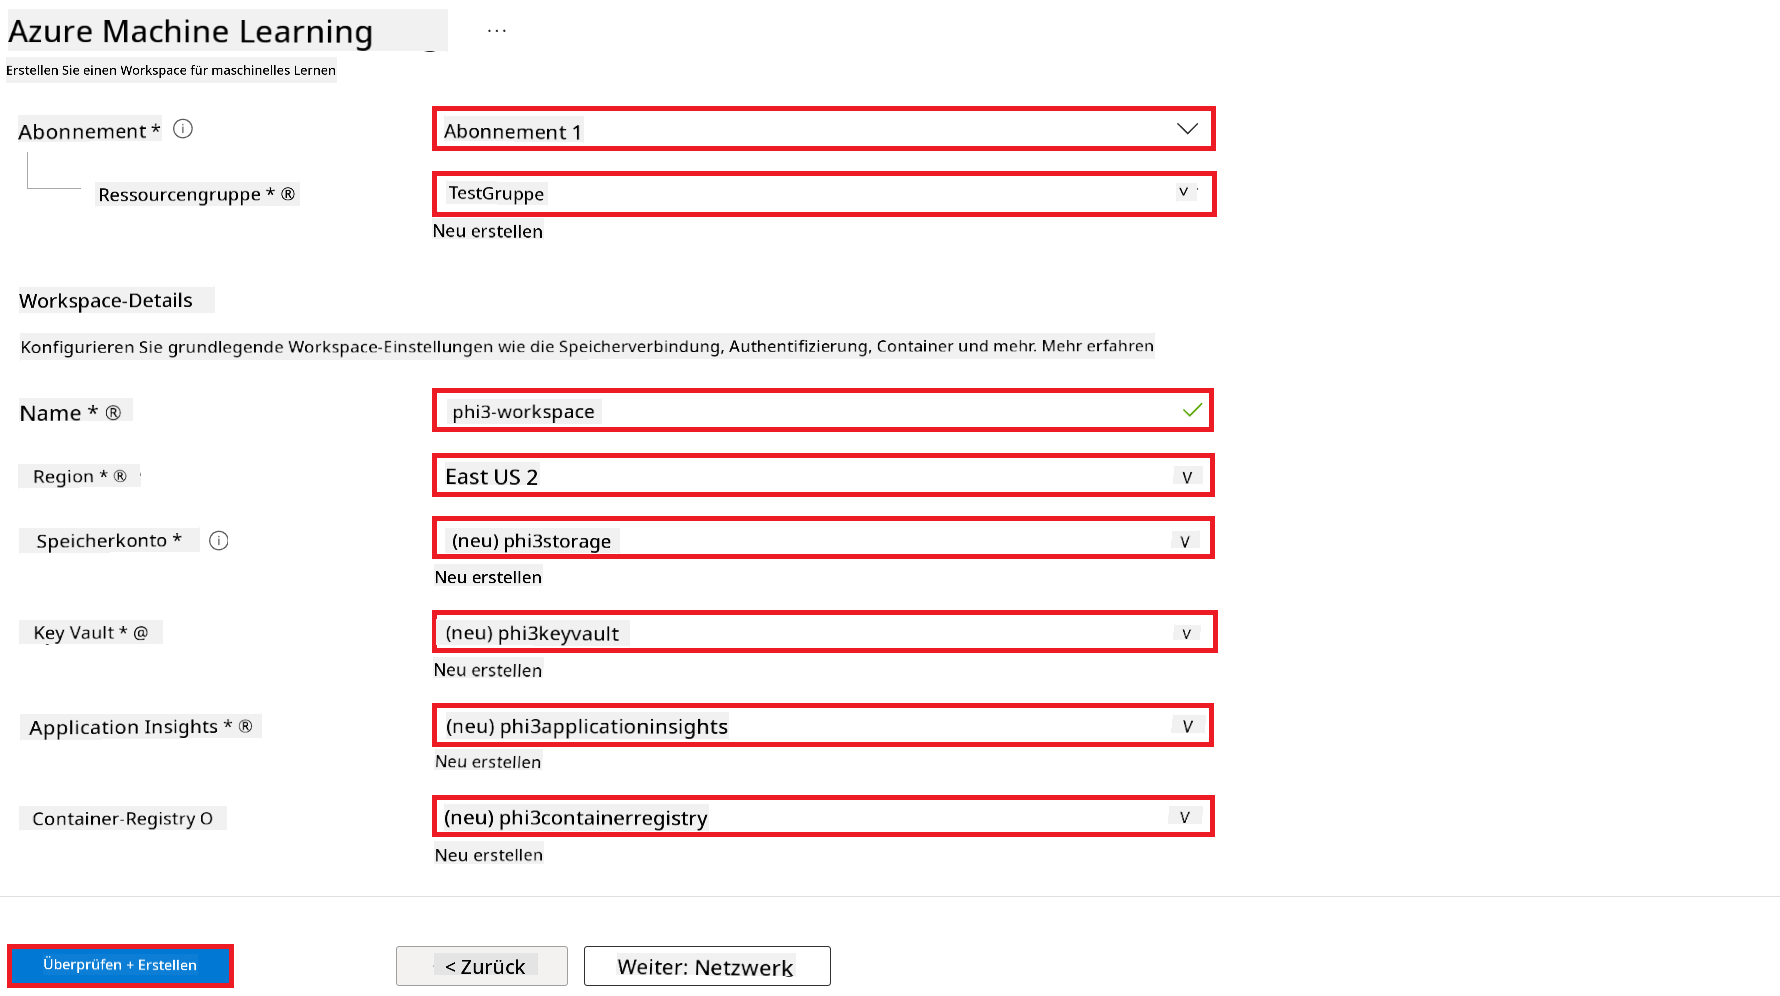 Azure Machine Learning ...
Erstellen Sie einen Workspace für maschinelles Lernen
Abonnement * ⓘ Abonnement 1
Ressourcengruppe * ® TestGruppe v
Neu erstellen
Workspace-Details
Konfigurieren Sie grundlegende Workspace-Einstellungen wie die Speicherverbindung, Authentifizierung, Container und mehr. Mehr erfahren
Name * ® phi3-workspace
Region * ® East US 2 v
Speicherkonto * ⓘ (neu) phi3storage v
Neu erstellen
Key Vault * @ (neu) phi3keyvault v
Neu erstellen
Application Insights * ® (neu) phi3applicationinsights v
Neu erstellen
Container-Registry O (neu) phi3containerregistry v
Neu erstellen
Überprüfen + Erstellen < Zurück Weiter: Netzwerk